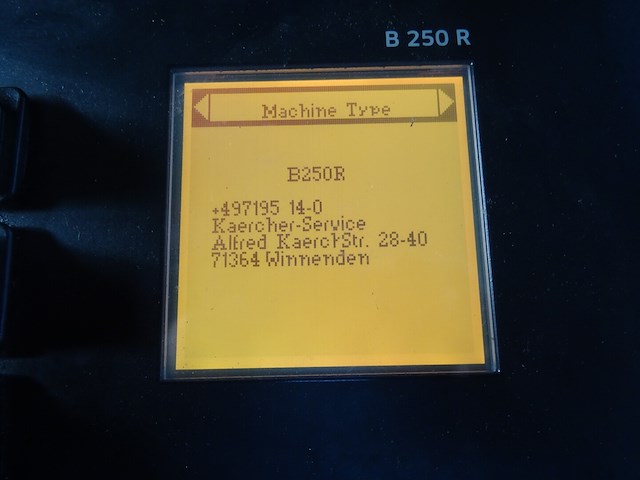 B 250 R
Machine Type
B250R
+497195 14-0
Kaercher-Service
Alfred KaerchStr. 28-40
71364 Winnenden